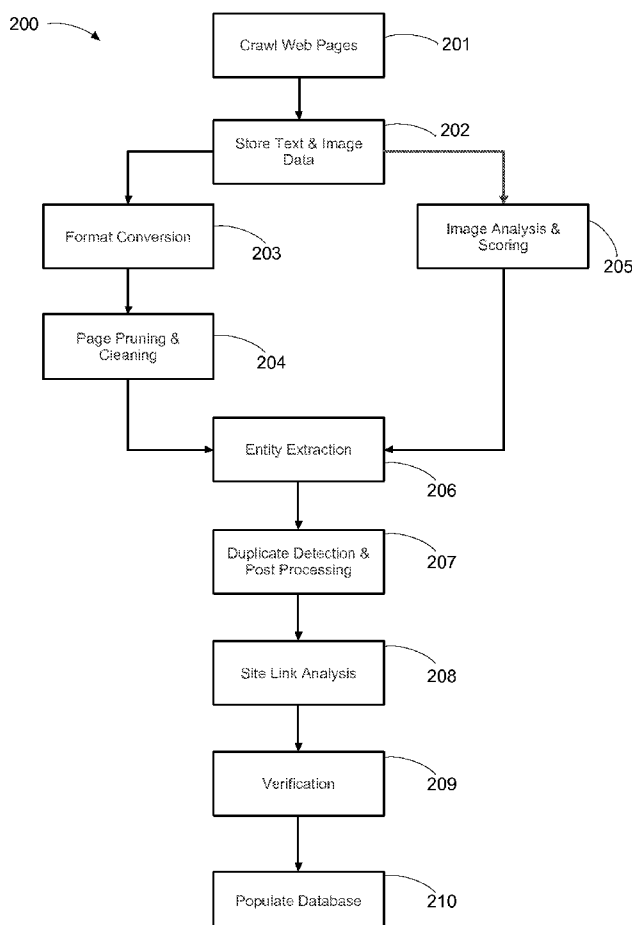 200
Crawl Web Pages
201
Store Text & Image
Data
202
Format Conversion
203
Image Analysis &
Scoring
205
Page Pruning &
Cleaning
204
Entity Extraction
206
Duplicate Detection &
Post Processing
207
Site Link Analysis
208
Verification
209
Populate Database
210